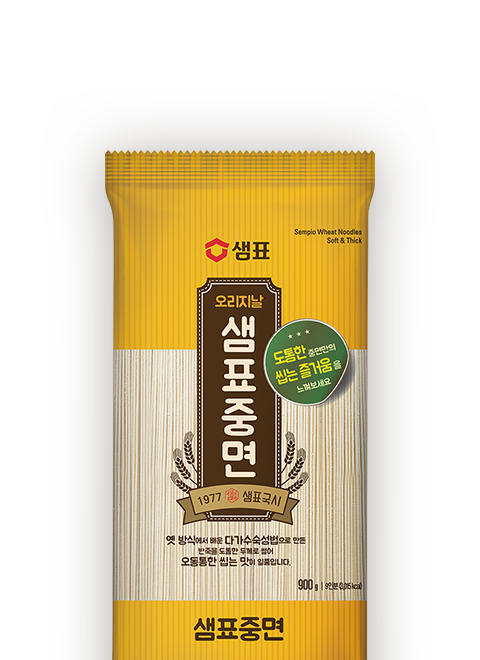 Sempio Wheat Noodles
Soft & Thick
샘표
오리지날
샘표중면
도톰한 중면만의
씹는 즐거움을
느껴보세요
1977 샘표국시
옛 방식에서 배운 다가수숙성법으로 만든
반죽을 도톰한 두께로 썰어
오동통한 씹는 맛이 일품입니다.
900 g
샘표중면